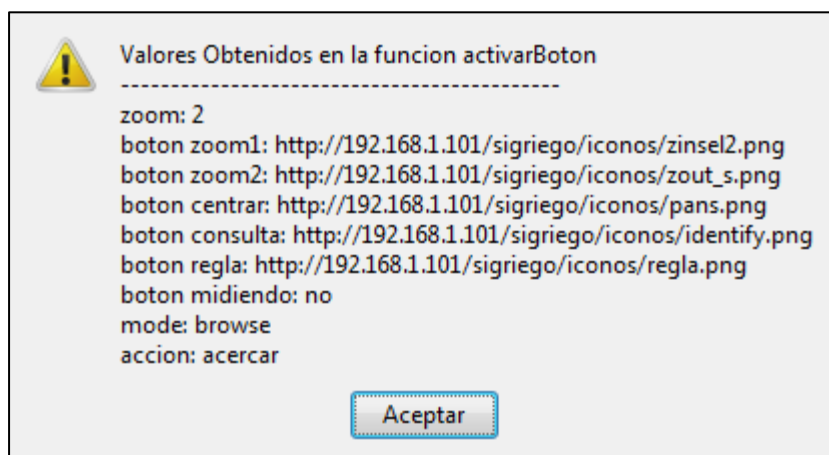 Valores Obtenidos en la funcion activarBoton
--------------------------------------------
zoom: 2
boton zoom1: http://192.168.1.101/sigriego/iconos/zinsel2.png
boton zoom2: http://192.168.1.101/sigriego/iconos/zout_s.png
boton centrar: http://192.168.1.101/sigriego/iconos/pans.png
boton consulta: http://192.168.1.101/sigriego/iconos/identify.png
boton regla: http://192.168.1.101/sigriego/iconos/regla.png
boton midiendo: no
mode: browse
accion: acercar
Aceptar